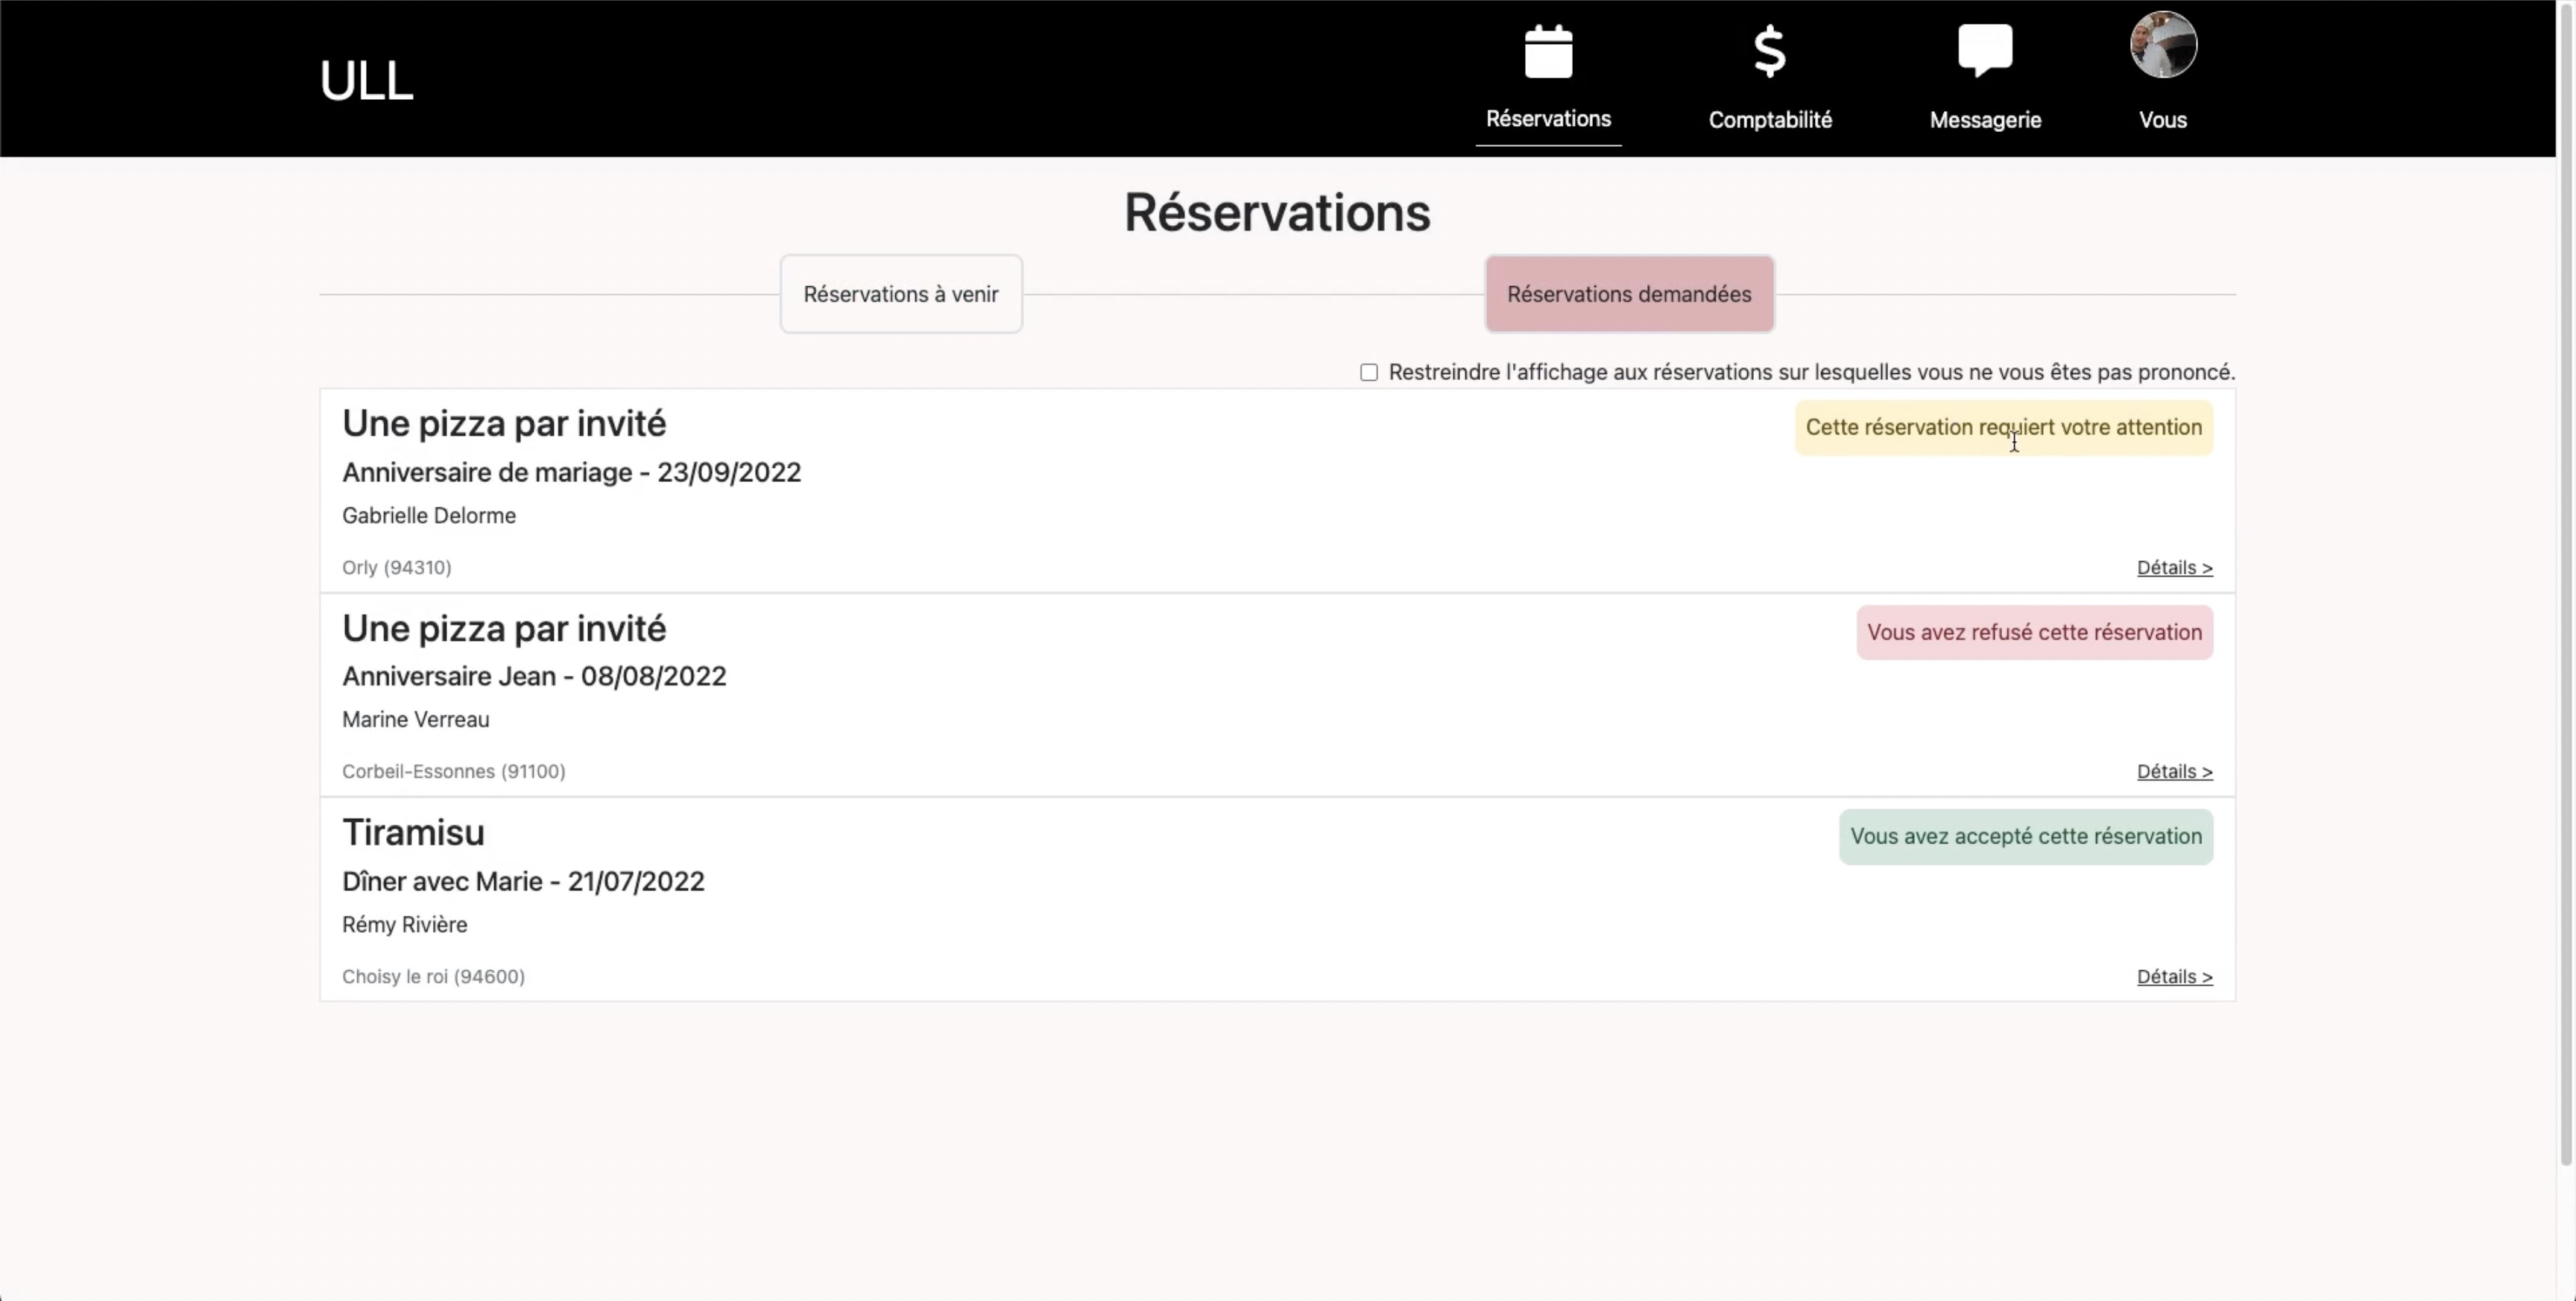 ULL
Réservations
Comptabilité
Messagerie
Vous
Réservations
Réservations à venir
Réservations demandées
Restreindre l'affichage aux réservations sur lesquelles vous ne vous êtes pas prononcé.
Une pizza par invité
Cette réservation requiert votre attention
Anniversaire de mariage - 23/09/2022
Gabrielle Delorme
Orly (94310)
Détails >
Une pizza par invité
Vous avez refusé cette réservation
Anniversaire Jean - 08/08/2022
Marine Verreau
Corbeil-Essonnes (91100)
Détails >
Tiramisu
Vous avez accepté cette réservation
Dîner avec Marie - 21/07/2022
Rémy Rivière
Choisy le roi (94600)
Détails >